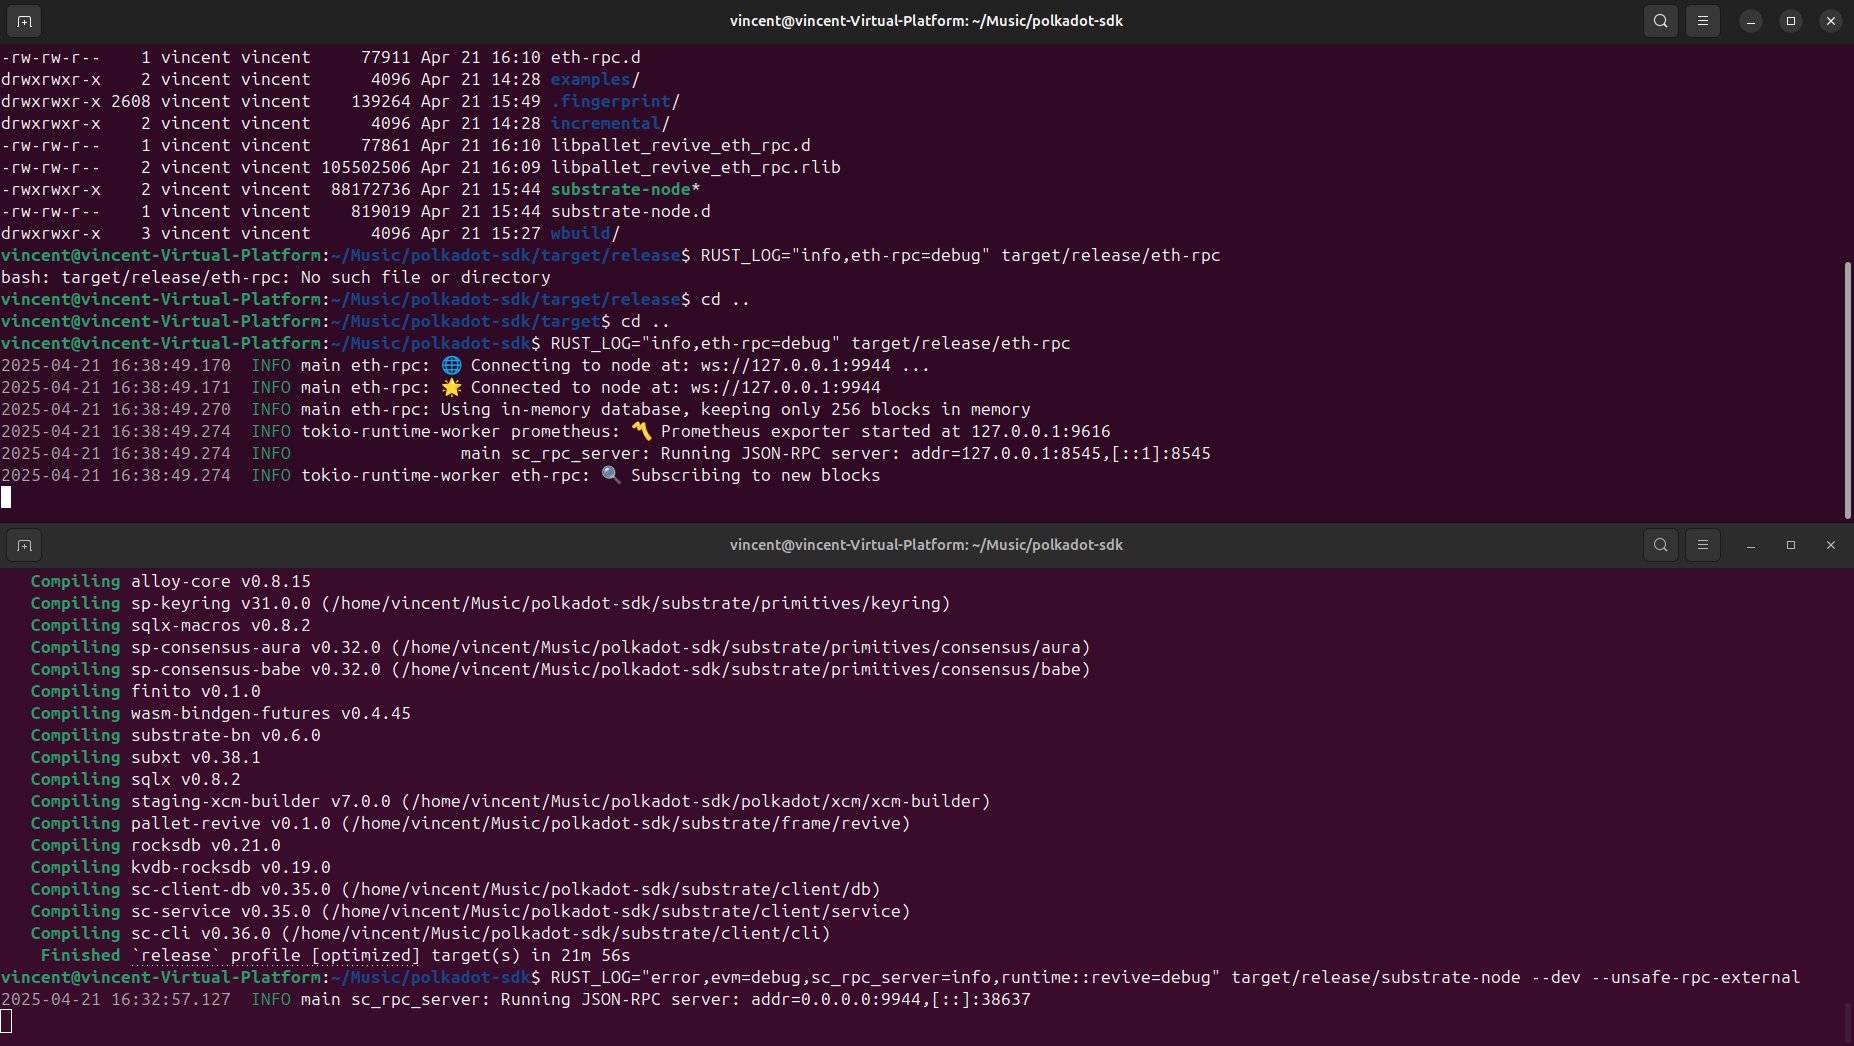 vincent@vincent-Virtual-Platform: ~/Music/polkadot-sdk
-rw-rw-r--    1 vincent vincent     77911 Apr 21 16:10 eth-rpc.d
drwxrwxr-x    2 vincent vincent      4096 Apr 21 14:28 examples/
drwxrwxr-x 2608 vincent vincent    139264 Apr 21 15:49 .fingerprint/
drwxrwxr-x    2 vincent vincent      4096 Apr 21 14:28 incremental/
-rw-rw-r--    1 vincent vincent     77861 Apr 21 16:10 libpallet_revive_eth_rpc.d
-rw-rw-r--    2 vincent vincent 105502506 Apr 21 16:09 libpallet_revive_eth_rpc.rlib
-rwxrwxr-x    2 vincent vincent  88172736 Apr 21 15:44 substrate-node*
-rw-rw-r--    1 vincent vincent    819019 Apr 21 15:44 substrate-node.d
drwxrwxr-x    3 vincent vincent      4096 Apr 21 15:27 wbuild/
vincent@vincent-Virtual-Platform:~/Music/polkadot-sdk/target/release$ RUST_LOG="info,eth-rpc=debug" target/release/eth-rpc
bash: target/release/eth-rpc: No such file or directory
vincent@vincent-Virtual-Platform:~/Music/polkadot-sdk/target/release$ cd ..
vincent@vincent-Virtual-Platform:~/Music/polkadot-sdk/target$ cd ..
vincent@vincent-Virtual-Platform:~/Music/polkadot-sdk$ RUST_LOG="info,eth-rpc=debug" target/release/eth-rpc
2025-04-21 16:38:49.170  INFO main eth-rpc: 🌐 Connecting to node at: ws://127.0.0.1:9944 ...
2025-04-21 16:38:49.171  INFO main eth-rpc: 🌟 Connected to node at: ws://127.0.0.1:9944
2025-04-21 16:38:49.270  INFO main eth-rpc: Using in-memory database, keeping only 256 blocks in memory
2025-04-21 16:38:49.274  INFO tokio-runtime-worker prometheus: 〽️ Prometheus exporter started at 127.0.0.1:9616
2025-04-21 16:38:49.274  INFO                 main sc_rpc_server: Running JSON-RPC server: addr=127.0.0.1:8545,[::1]:8545
2025-04-21 16:38:49.274  INFO tokio-runtime-worker eth-rpc: 🔍 Subscribing to new blocks
vincent@vincent-Virtual-Platform: ~/Music/polkadot-sdk
Compiling alloy-core v0.8.15
Compiling sp-keyring v31.0.0 (/home/vincent/Music/polkadot-sdk/substrate/primitives/keyring)
Compiling sqlx-macros v0.8.2
Compiling sp-consensus-aura v0.32.0 (/home/vincent/Music/polkadot-sdk/substrate/primitives/consensus/aura)
Compiling sp-consensus-babe v0.32.0 (/home/vincent/Music/polkadot-sdk/substrate/primitives/consensus/babe)
Compiling finito v0.1.0
Compiling wasm-bindgen-futures v0.4.45
Compiling substrate-bn v0.6.0
Compiling subxt v0.38.1
Compiling sqlx v0.8.2
Compiling staging-xcm-builder v7.0.0 (/home/vincent/Music/polkadot-sdk/polkadot/xcm/xcm-builder)
Compiling pallet-revive v0.1.0 (/home/vincent/Music/polkadot-sdk/substrate/frame/revive)
Compiling rocksdb v0.21.0
Compiling kvdb-rocksdb v0.19.0
Compiling sc-client-db v0.35.0 (/home/vincent/Music/polkadot-sdk/substrate/client/db)
Compiling sc-service v0.35.0 (/home/vincent/Music/polkadot-sdk/substrate/client/service)
Compiling sc-cli v0.36.0 (/home/vincent/Music/polkadot-sdk/substrate/client/cli)
Finished `release` profile [optimized] target(s) in 21m 56s
vincent@vincent-Virtual-Platform:~/Music/polkadot-sdk$ RUST_LOG="error,evm=debug,sc_rpc_server=info,runtime::revive=debug" target/release/substrate-node --dev --unsafe-rpc-external
2025-04-21 16:32:57.127  INFO main sc_rpc_server: Running JSON-RPC server: addr=0.0.0.0:9944,[::]:38637